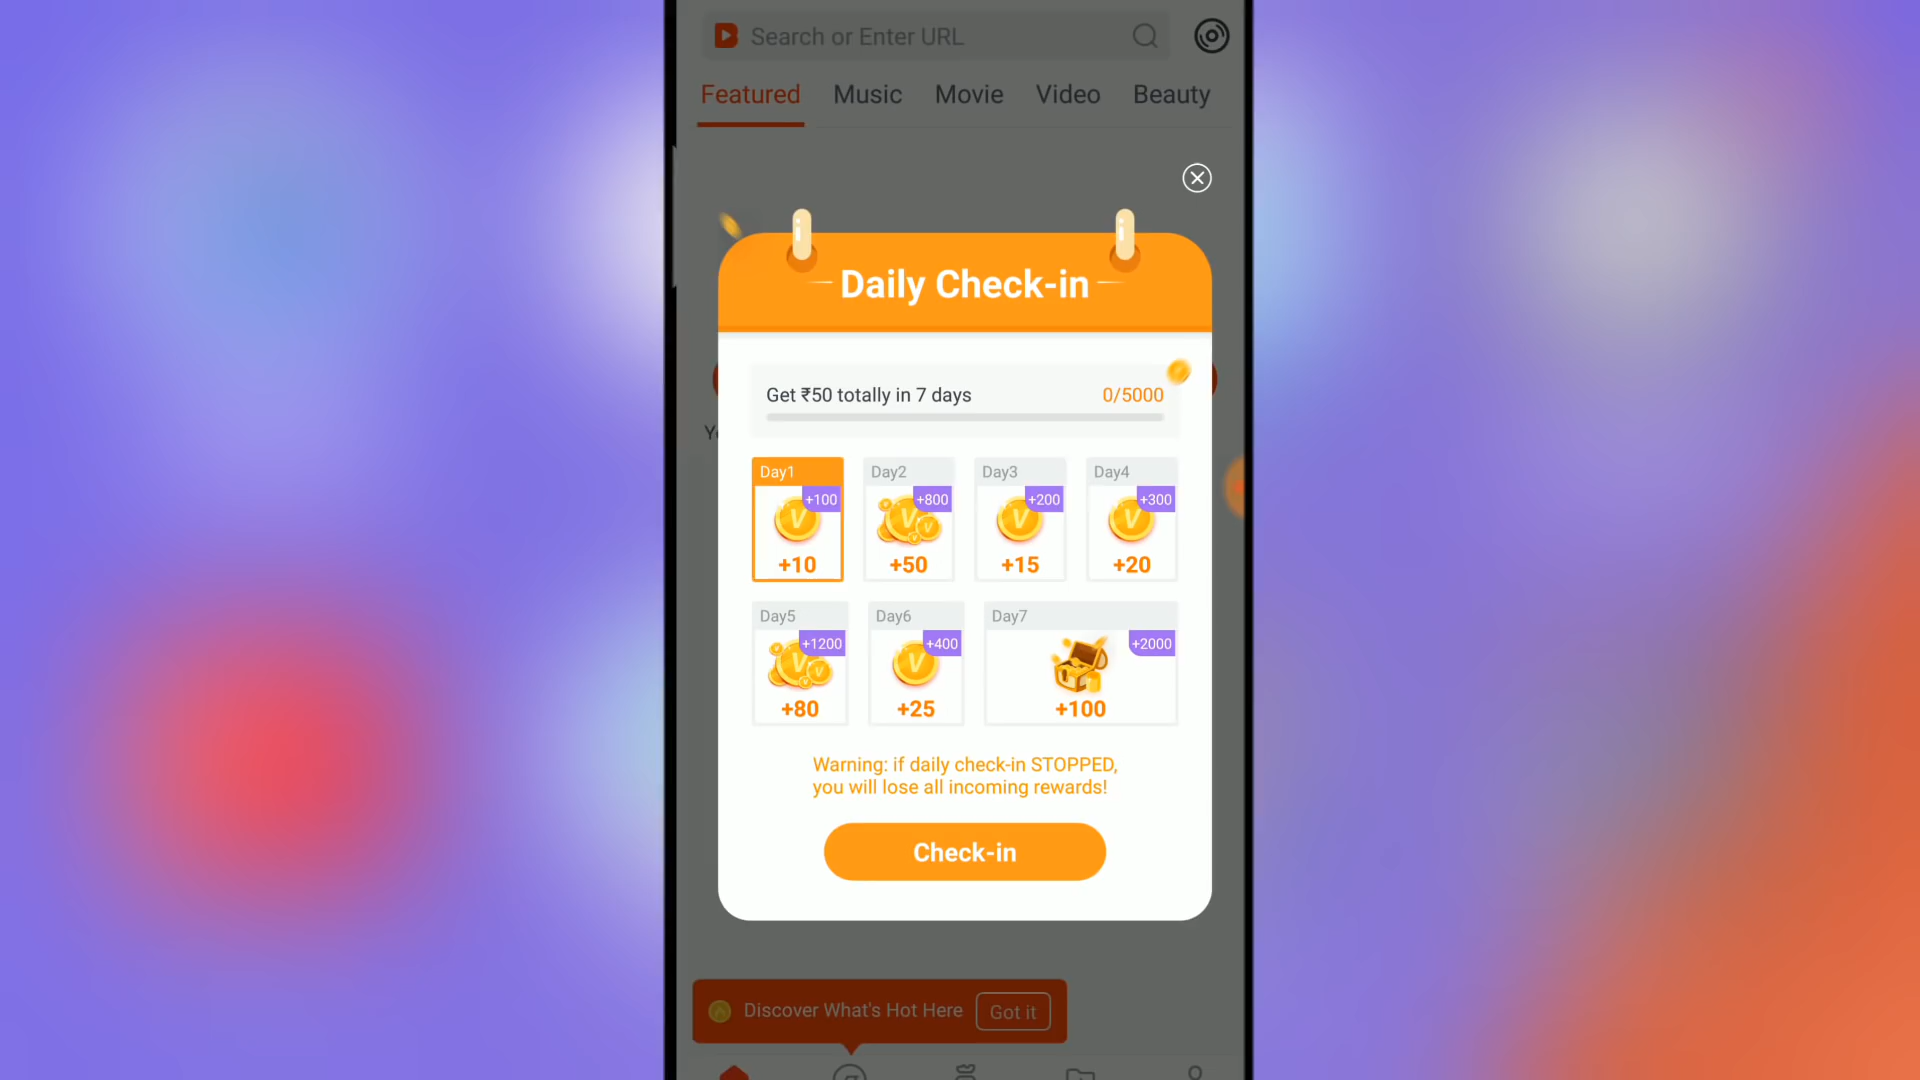 Search or Enter URL
Featured Music Movie Video Beauty
Daily Check-in
Get ₹50 totally in 7 days 0/5000
Day1 Day2 Day3 Day4
+100 +800 +200 +300
+10 +50 +15 +20
Day5 Day6 Day7
+1200 +400 +2000
+80 +25 +100
Warning: if daily check-in STOPPED,
you will lose all incoming rewards!
Check-in
Discover What's Hot Here Got it